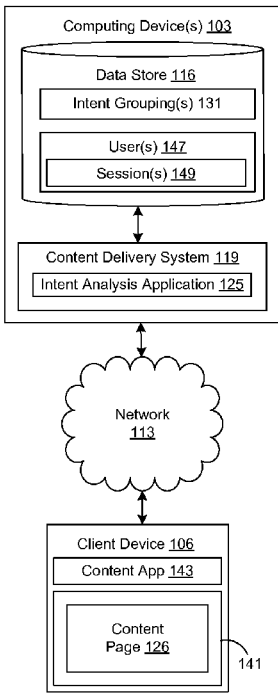 Computing Device(s) 103
Data Store 116
Intent Grouping(s) 131
User(s) 147
Session(s) 149
Content Delivery System 119
Intent Analysis Application 125
Network
113
Client Device 106
Content App 143
Content
Page 126
141